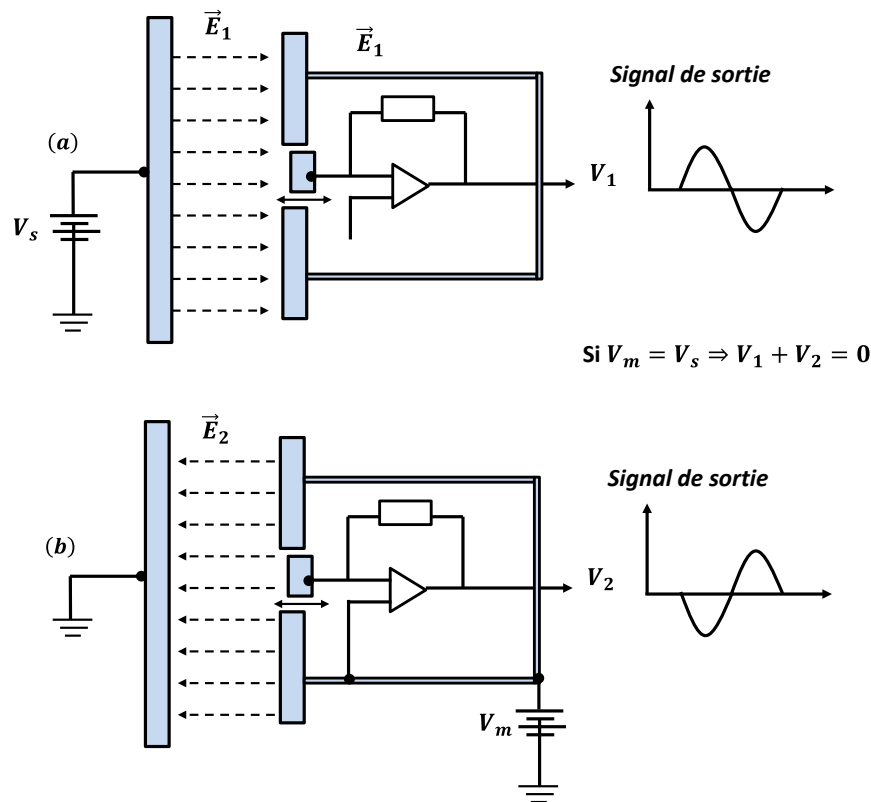 E⃗₁
E⃗₁
Signal de sortie
(a)
V₁
Vₛ
Si Vₘ = Vₛ ⇒ V₁ + V₂ = 0
E⃗₂
Signal de sortie
(b)
V₂
Vₘ